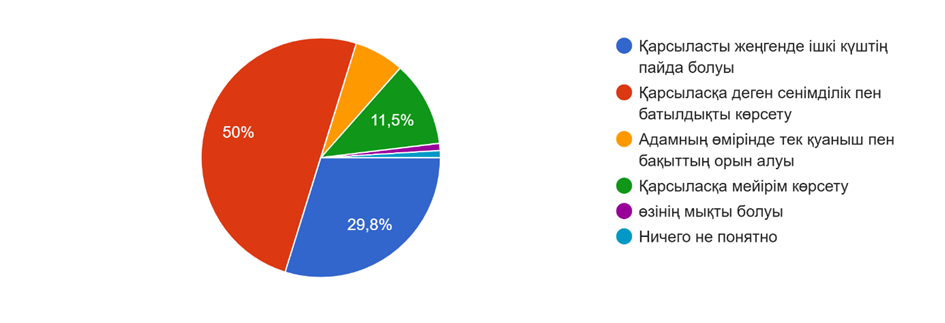 50%
11,5%
29,8%
Қарсыласты жеңгенде ішкі күштің
пайда болуы
Қарсыласқа деген сенімділік пен
батылдықты көрсету
Адамның өмірінде тек қуаныш пен
бақыттың орын алуы
Қарсыласқа мейірім көрсету
өзінің мықты болуы
Ничего не понятно